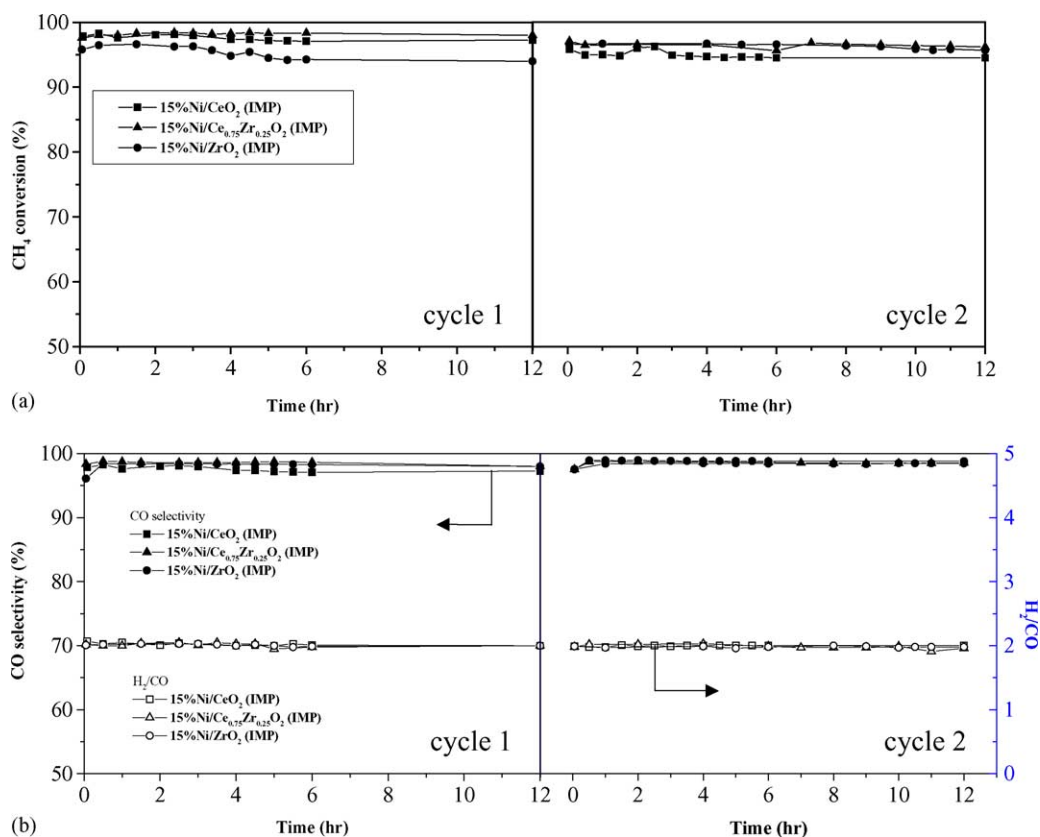 100
90
80
70
60
50
CH₄ conversion (%)
15%Ni/CeO₂ (IMP)
15%Ni/Ce₀.₇₅Zr₀.₂₅O₂ (IMP)
15%Ni/ZrO₂ (IMP)
cycle 1
cycle 2
0 2 4 6 8 10 12 0 2 4 6 8 10 12
(a)
Time (hr) Time (hr)
100
90
80
70
60
50
CO selectivity (%)
CO selectivity
15%Ni/CeO₂ (IMP)
15%Ni/Ce₀.₇₅Zr₀.₂₅O₂ (IMP)
15%Ni/ZrO₂ (IMP)
H₂/CO
15%Ni/CeO₂ (IMP)
15%Ni/Ce₀.₇₅Zr₀.₂₅O₂ (IMP)
15%Ni/ZrO₂ (IMP)
cycle 1
cycle 2
5
4
3
2
1
0
H₂/CO
0 2 4 6 8 10 12 0 2 4 6 8 10 12
(b)
Time (hr) Time (hr)